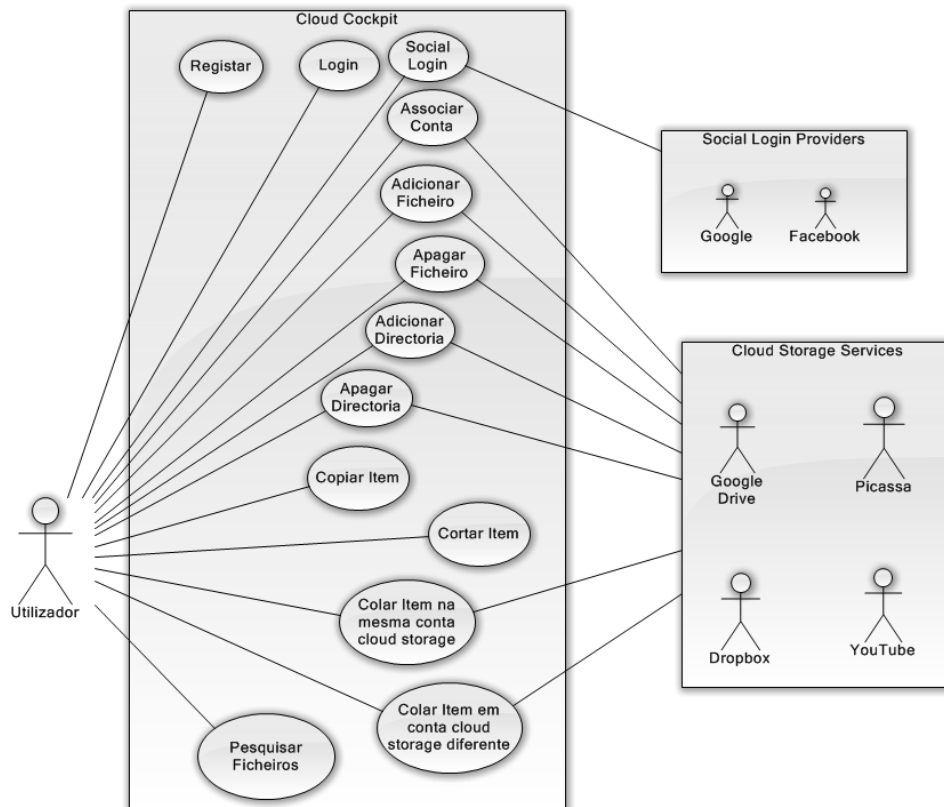 Cloud Cockpit
Registar
Login
Social
Login
Associar
Conta
Adicionar
Ficheiro
Apagar
Ficheiro
Adicionar
Directoria
Apagar
Directoria
Copiar Item
Cortar Item
Colar Item na
mesma conta
cloud storage
Colar Item em
conta cloud
storage diferente
Pesquisar
Ficheiros
Utilizador
Social Login Providers
Google
Facebook
Cloud Storage Services
Google
Drive
Picassa
Dropbox
YouTube